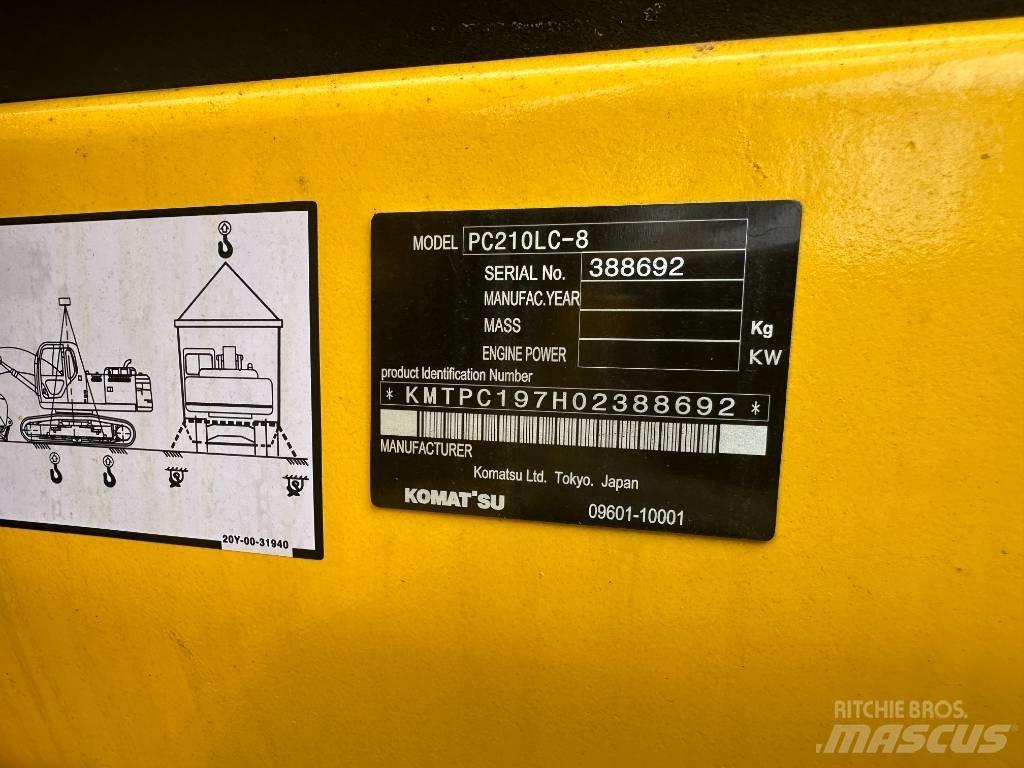 MODEL PC210LC-8
SERIAL No. 388692
MANUFAC.YEAR
MASS Kg
ENGINE POWER KW
product Identification Number
* KMTPC197H02388692 *
MANUFACTURER
Komatsu Ltd. Tokyo, Japan
KOMATSU 09601-10001
20Y-00-31940
RITCHIE BROS.
MASCUS